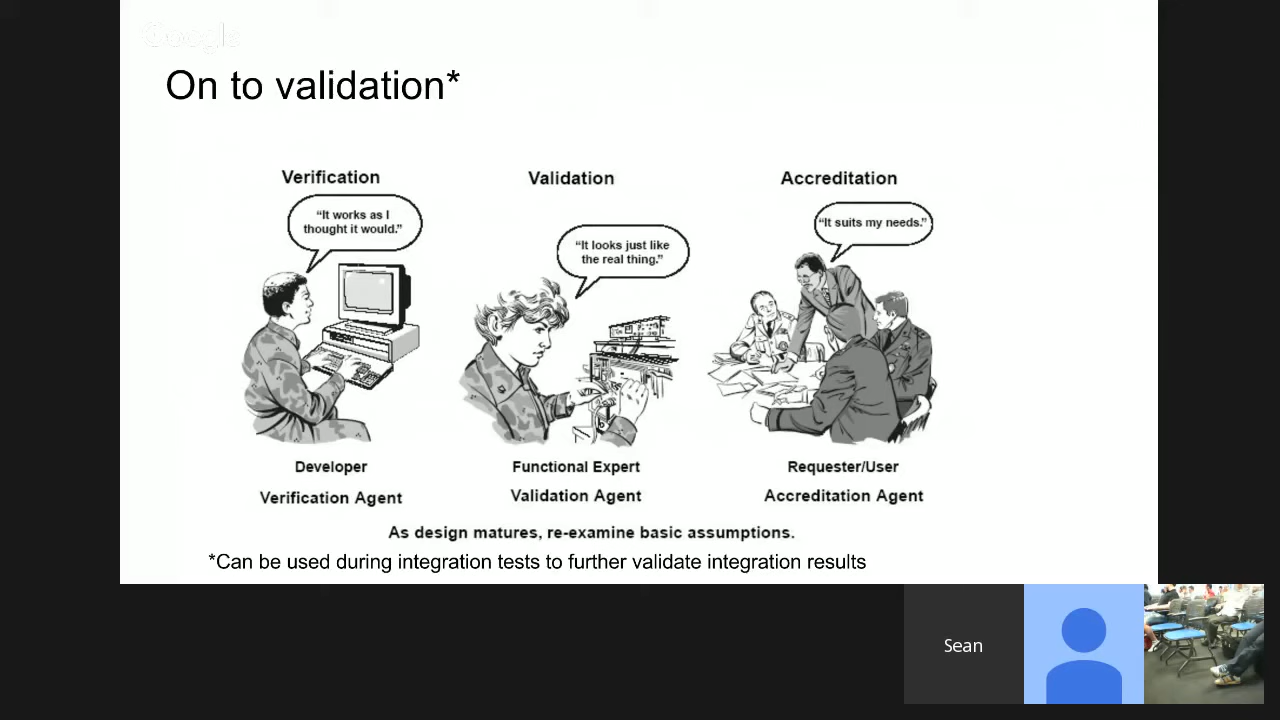 Google
On to validation*
Verification
Validation
Accreditation
“It works as I
thought it would.”
“It looks just like
the real thing.”
“It suits my needs.”
Developer
Functional Expert
Requester/User
Verification Agent
Validation Agent
Accreditation Agent
As design matures, re-examine basic assumptions.
*Can be used during integration tests to further validate integration results
Sean